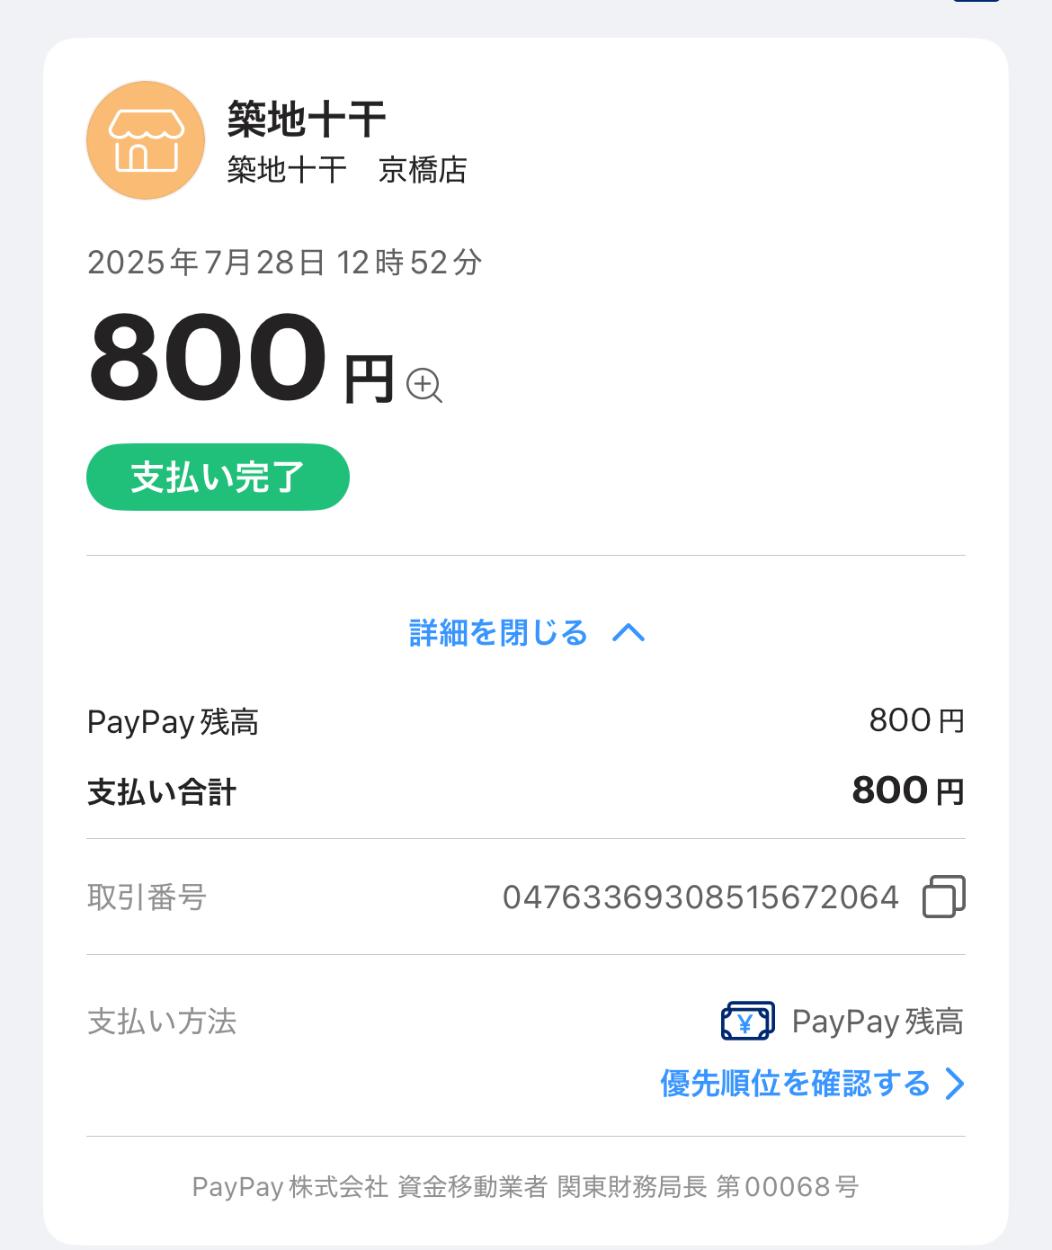 築地十干
築地十干　京橋店
2025年7月28日 12時52分
800円
支払い完了
詳細を閉じる
PayPay残高 800円
支払い合計 800円
取引番号 04763369308515672064
支払い方法 ¥ PayPay残高
優先順位を確認する
PayPay株式会社 資金移動業者 関東財務局長 第00068号